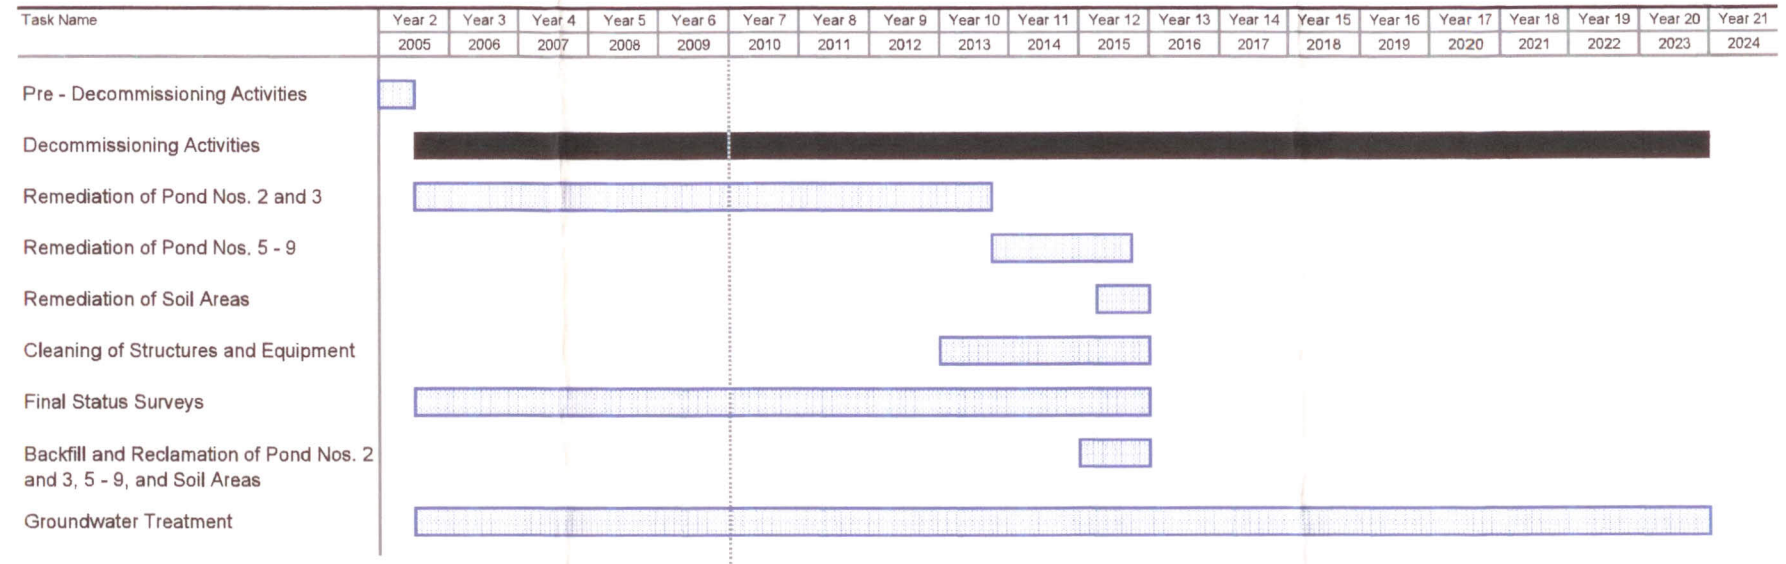 Task Name Year 2 Year 3 Year 4 Year 5 Year 6 Year 7 Year 8 Year 9 Year 10 Year 11 Year 12 Year 13 Year 14 Year 15 Year 16 Year 17 Year 18 Year 19 Year 20 Year 21
2005 2006 2007 2008 2009 2010 2011 2012 2013 2014 2015 2016 2017 2018 2019 2020 2021 2022 2023 2024
Pre - Decommissioning Activities
Decommissioning Activities
Remediation of Pond Nos. 2 and 3
Remediation of Pond Nos. 5 - 9
Remediation of Soil Areas
Cleaning of Structures and Equipment
Final Status Surveys
Backfill and Reclamation of Pond Nos. 2
and 3, 5 - 9, and Soil Areas
Groundwater Treatment